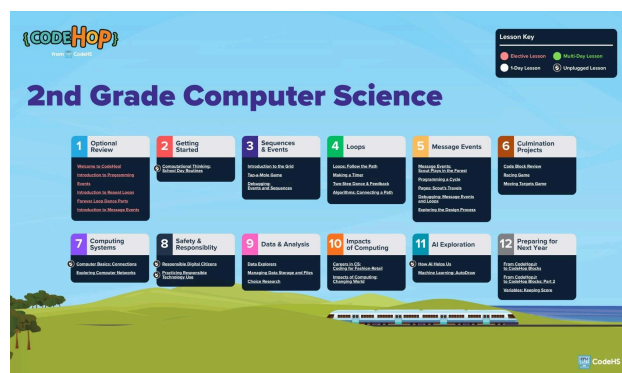 {CODEHOP}
From CodeHS
Lesson Key
Elective Lesson
Multi-Day Lesson
1-Day Lesson
Unplugged Lesson
2nd Grade Computer Science
1 Optional
Review
Welcome to CodeHop!
Introduction to Programming
Events
Introduction to Repeat Loops
Forever Loop Dance Party
Introduction to Message Events
2 Getting
Started
Computational Thinking:
School Day Routines
3 Sequences
& Events
Introduction to the Grid
Tap-a-Mole Game
Debugging:
Events and Sequences
4 Loops
Loops: Follow the Path
Making a Timer
Two-Step Dance & Feedback
Algorithms: Connecting a Path
5 Message Events
Message Events:
Scout Plays in the Forest
Programming a Cycle
Pages: Scout's Travels
Debugging: Message Events
and Loops
Exploring the Design Process
6 Culmination
Projects
Code Block Review
Racing Game
Moving Targets Game
7 Computing
Systems
Computer Basics: Connections
Exploring Computer Networks
8 Safety &
Responsiblity
Responsible Digital Citizens
Practicing Responsible
Technology Use
9 Data & Analysis
Data Explorers
Managing Data Storage and Files
Choice Research
10 Impacts
of Computing
Careers in CS:
Coding for Fashion Retail
Impacts of Computing:
Changing World
11 AI Exploration
How AI Helps Us
Machine Learning: AutoDraw
12 Preparing for
Next Year
From CodeHopJr
to CodeHop Blocks
From CodeHopJr
to CodeHop Blocks: Part 2
Variables: Keeping Score
CodeHS